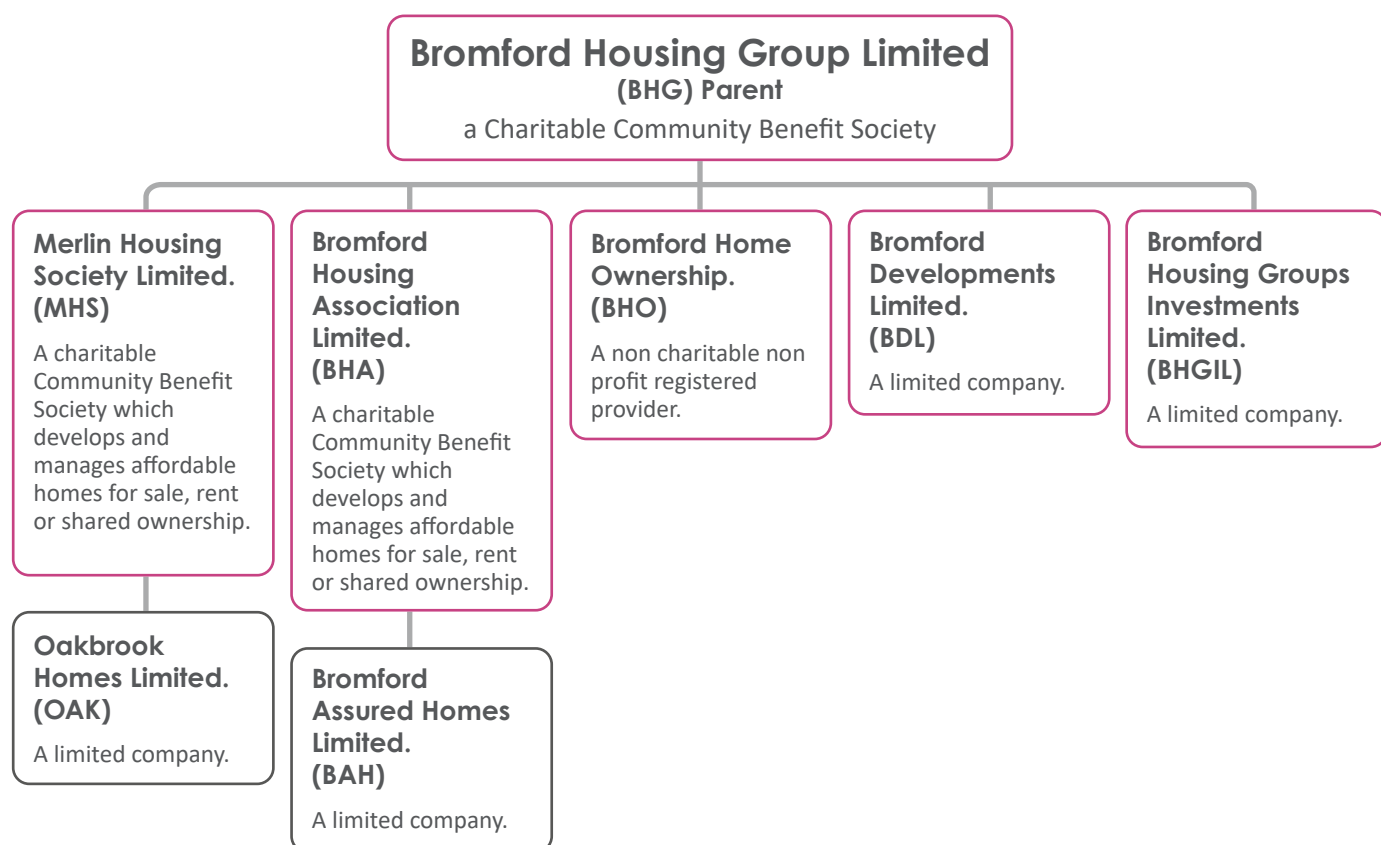 Bromford Housing Group Limited
(BHG) Parent
a Charitable Community Benefit Society
Merlin Housing
Society Limited.
(MHS)
A charitable
Community Benefit
Society which
develops and
manages affordable
homes for sale, rent
or shared ownership.
Bromford
Housing
Association
Limited.
(BHA)
A charitable
Community Benefit
Society which
develops and
manages affordable
homes for sale, rent
or shared ownership.
Bromford Home
Ownership.
(BHO)
A non charitable non
profit registered
provider.
Bromford
Developments
Limited.
(BDL)
A limited company.
Bromford
Housing Groups
Investments
Limited.
(BHGIL)
A limited company.
Oakbrook
Homes Limited.
(OAK)
A limited company.
Bromford
Assured Homes
Limited.
(BAH)
A limited company.